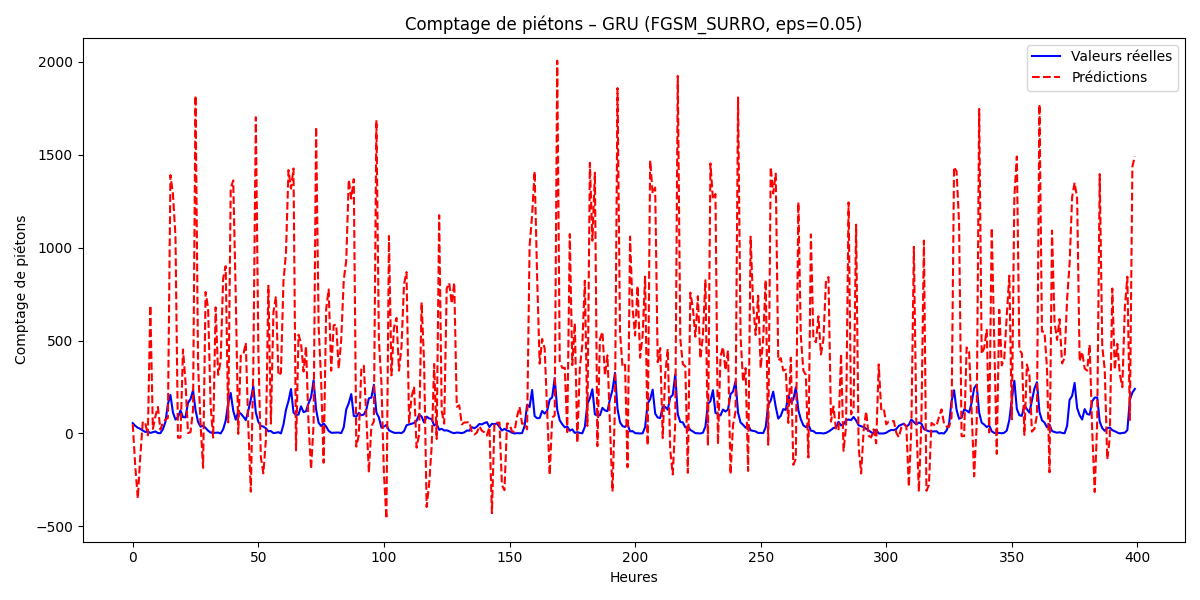 Comptage de piétons – GRU (FGSM_SURRO, eps=0.05)
Valeurs réelles
Prédictions
Comptage de piétons
2000
1500
1000
500
0
−500
0 50 100 150 200 250 300 350 400
Heures